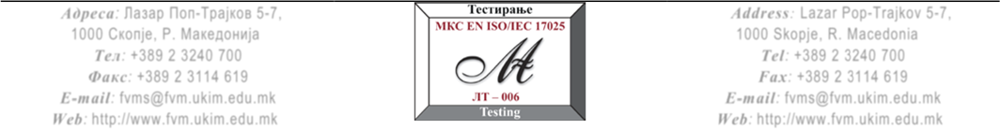 Адреса: Лазар Поп-Трајков 5-7,
1000 Скопје, Р. Македонија
Тел: +389 2 3240 700
Факс: +389 2 3114 619
E-mail: fvms@fvm.ukim.edu.mk
Web: http://www.fvm.ukim.edu.mk
Тестирање
МКС EN ISO/IEC 17025
ЛТ – 006
Testing
Address: Lazar Pop-Trajkov 5-7,
1000 Skopje, R. Macedonia
Tel: +389 2 3240 700
Fax: +389 2 3114 619
E-mail: fvms@fvm.ukim.edu.mk
Web: http://www.fvm.ukim.edu.mk